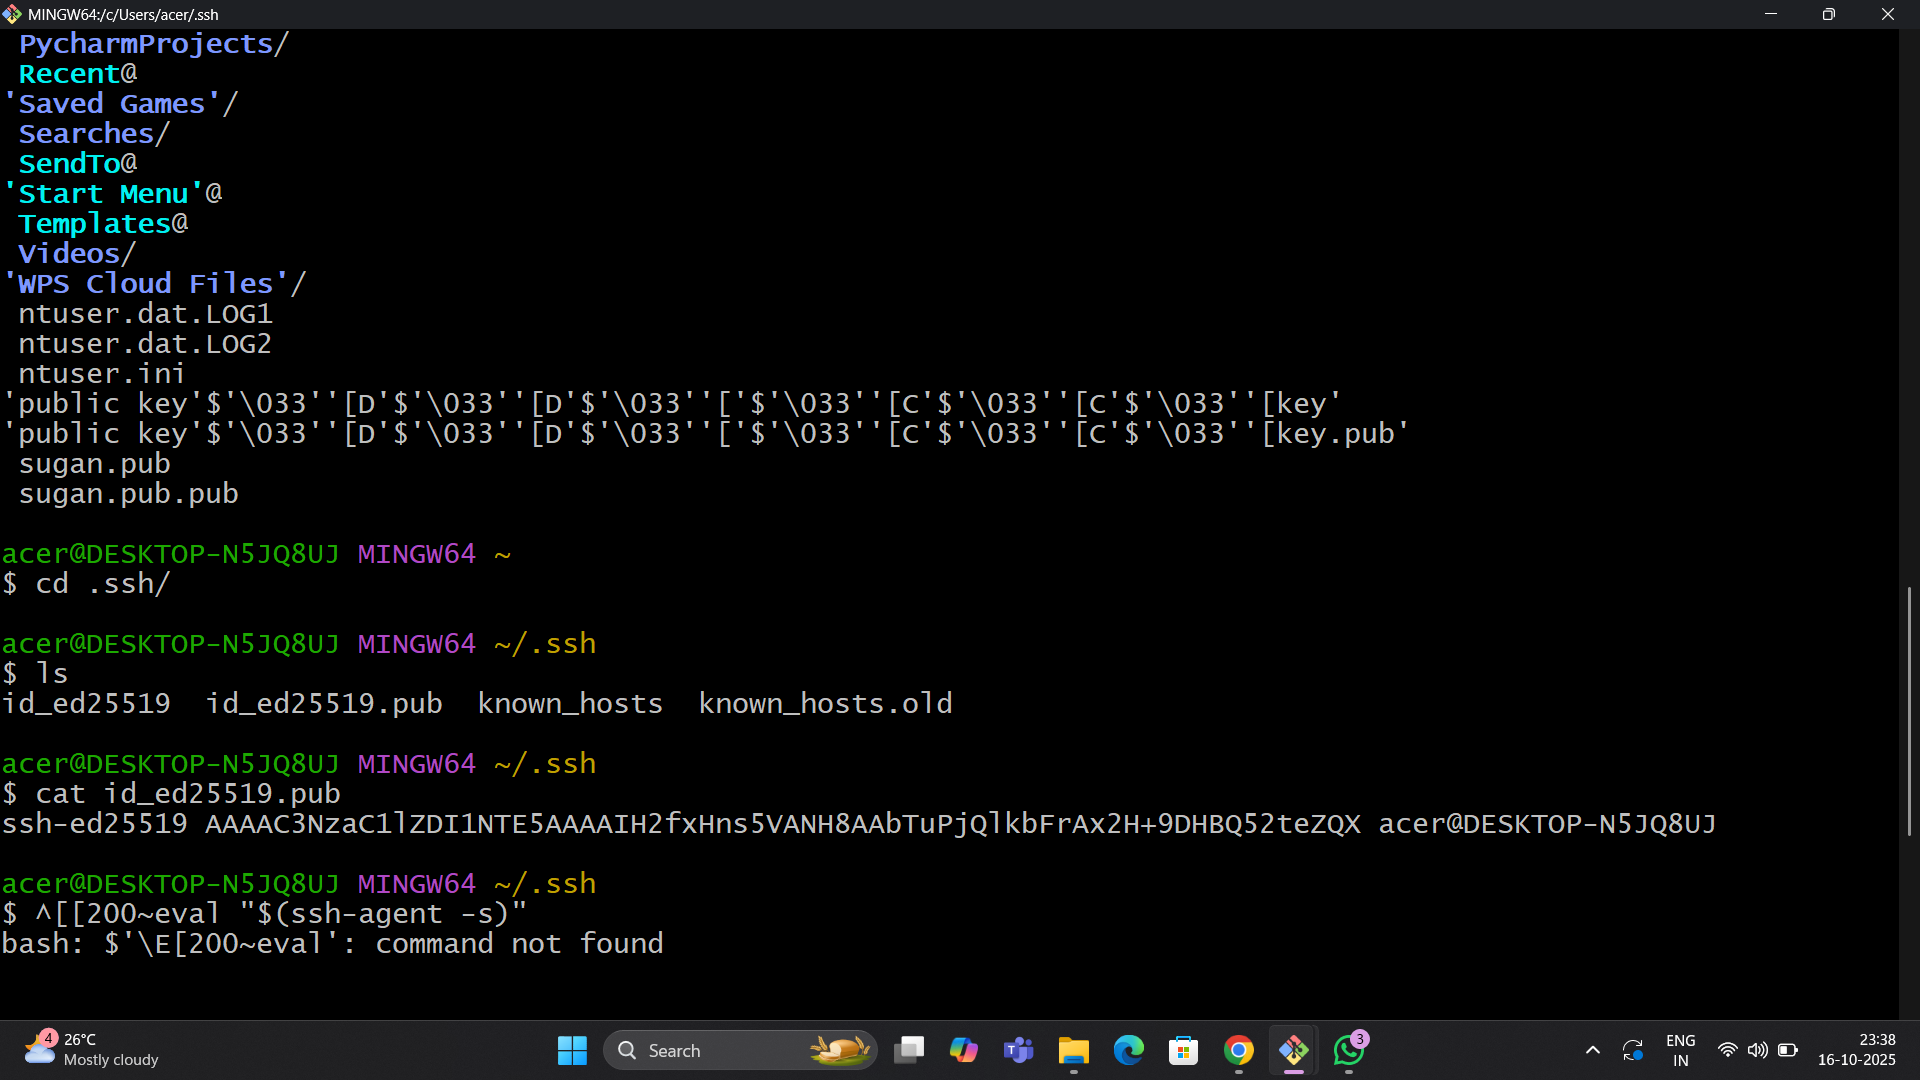 MINGW64:/c/Users/acer/.ssh
PycharmProjects/
Recent@
'Saved Games'/
Searches/
SendTo@
'Start Menu'@
Templates@
Videos/
'WPS Cloud Files'/
ntuser.dat.LOG1
ntuser.dat.LOG2
ntuser.ini
'public key'$'\033''[D'$'\033''[D'$'\033''['$'\033''[C'$'\033''[C'$'\033''[key'
'public key'$'\033''[D'$'\033''[D'$'\033''['$'\033''[C'$'\033''[C'$'\033''[key.pub'
sugan.pub
sugan.pub.pub
acer@DESKTOP-N5JQ8UJ MINGW64 ~
$ cd .ssh/
acer@DESKTOP-N5JQ8UJ MINGW64 ~/.ssh
$ ls
id_ed25519 id_ed25519.pub known_hosts known_hosts.old
acer@DESKTOP-N5JQ8UJ MINGW64 ~/.ssh
$ cat id_ed25519.pub
ssh-ed25519 AAAAC3NzaC1lZDI1NTE5AAAAIH2fxHns5VANH8AAbTuPjQlkbFrAx2H+9DHBQ52teZQX acer@DESKTOP-N5JQ8UJ
acer@DESKTOP-N5JQ8UJ MINGW64 ~/.ssh
$ ^[[200~eval "$(ssh-agent -s)"
bash: $'\E[200~eval': command not found
4
26°C
Mostly cloudy
Search
3
ENG
IN
23:38
16-10-2025